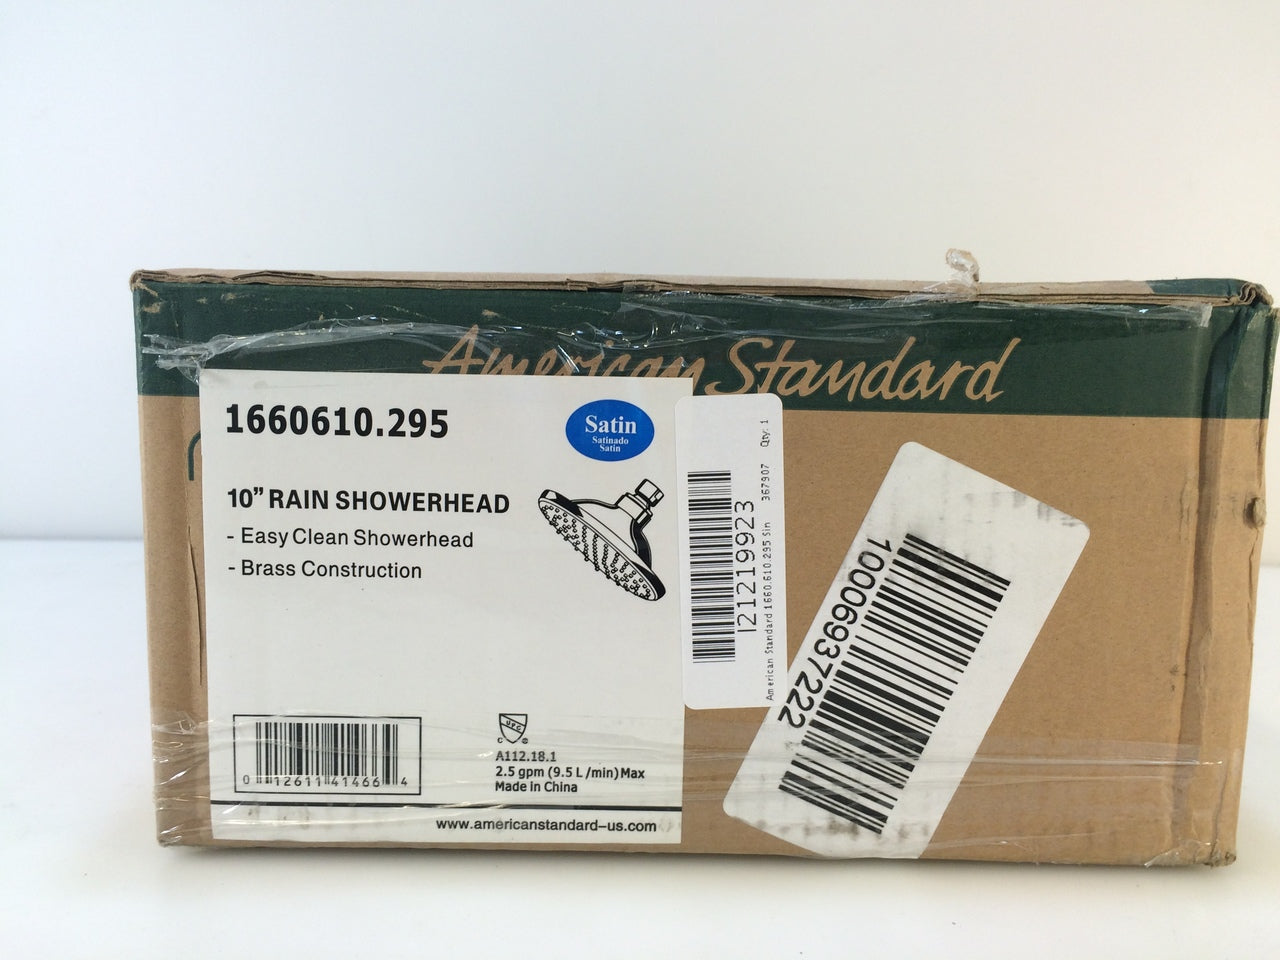 American Standard
1660610.295
Satin
Satinado
Satin
10” RAIN SHOWERHEAD
- Easy Clean Showerhead
- Brass Construction
0 12611 41466 4
UPC
C
A112.18.1
2.5 gpm (9.5 L /min) Max
Made in China
www.americanstandard-us.com
I21219923
American Standard 1660.610.295 Sin 367907 Qty: 1
10006937222